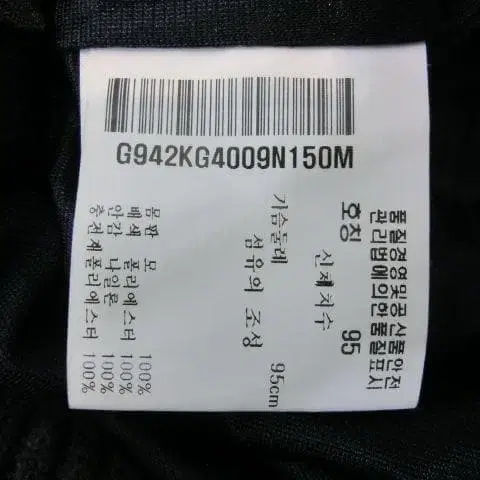 G942KG4009N150M
품질경영및공산품안전
관리법에의한품질표시
호칭 95
신체치수
가슴둘레 95cm
섬유의 조성
몸판 모 100%
배색 폴리에스터 100%
안감 나일론 100%
충전재폴리에스터 100%